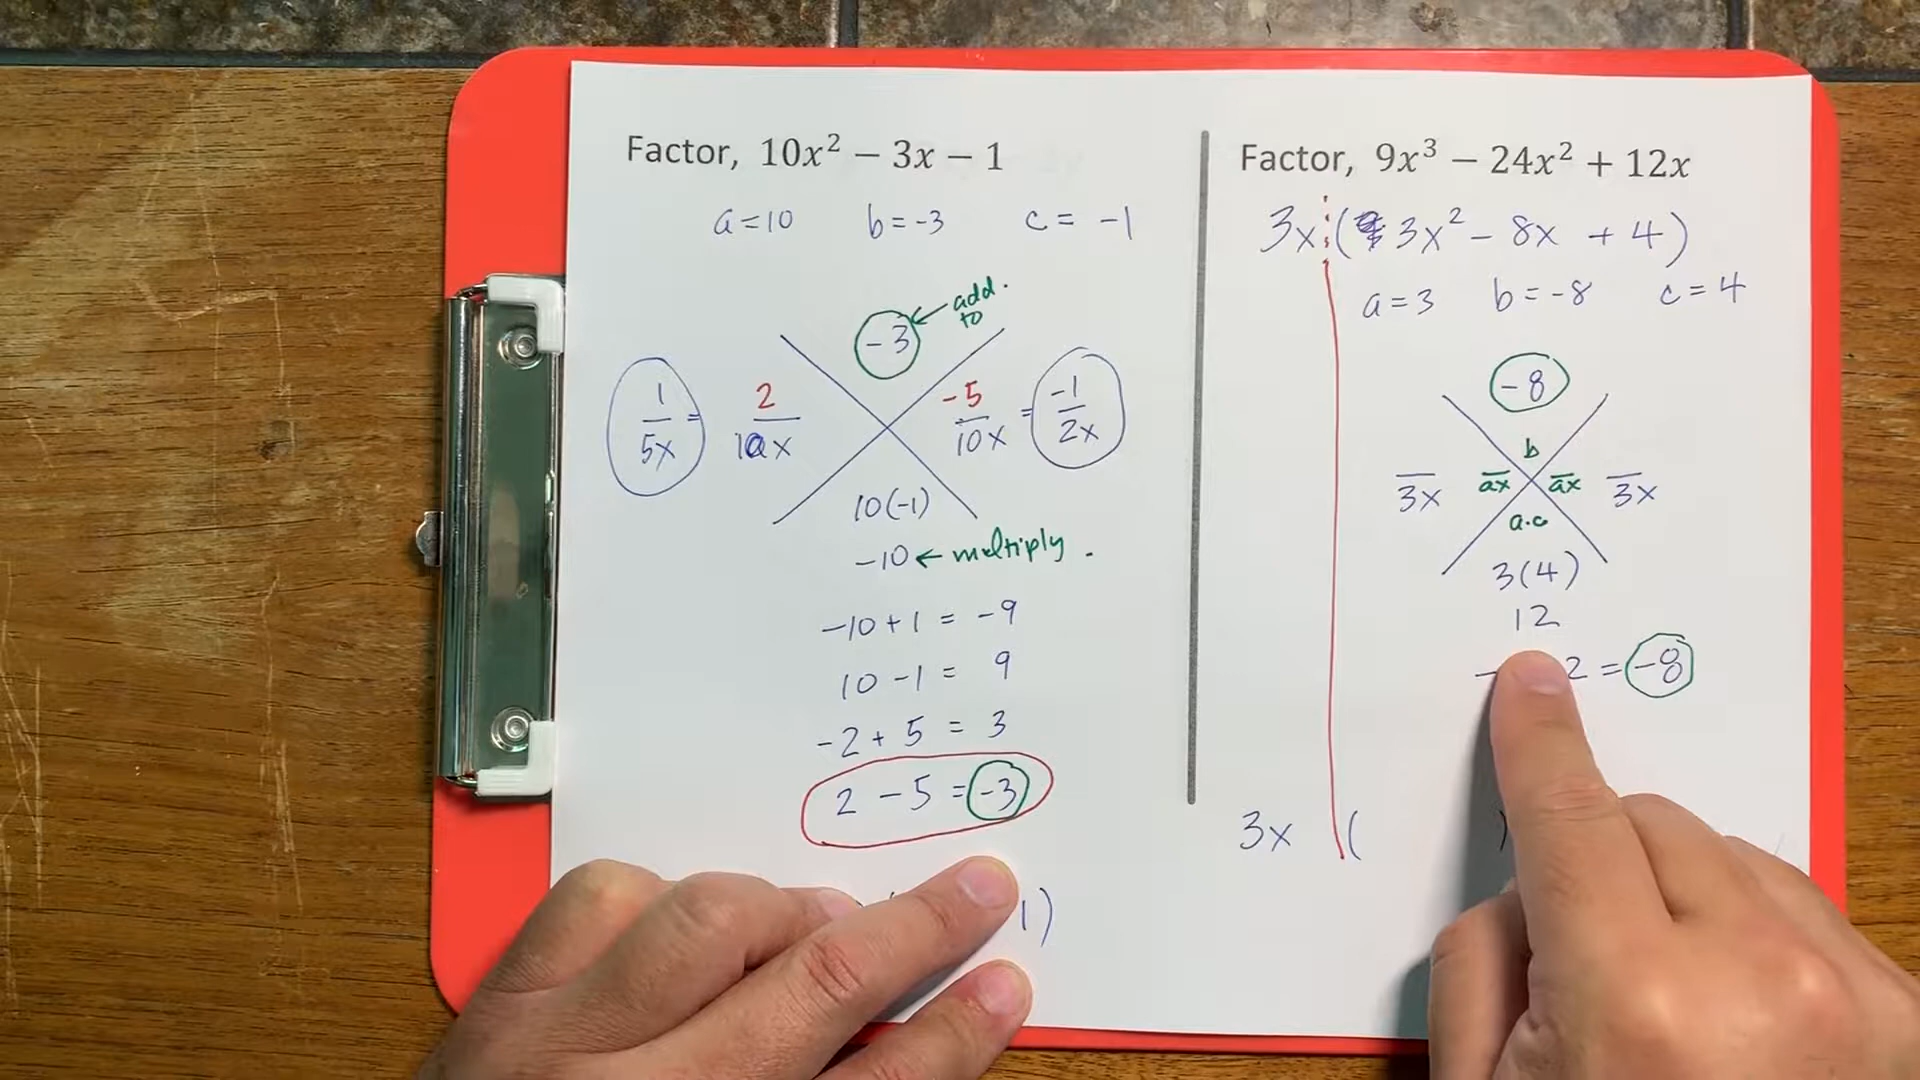 Factor, 10x² − 3x − 1
a = 10 b = -3 c = -1
-3 ← add to.
1/5x = 2/10x -5/10x = -1/2x
10(-1)
-10 ← multiply.
-10 + 1 = -9
10 - 1 = 9
-2 + 5 = 3
2 - 5 = -3
1)
Factor, 9x³ − 24x² + 12x
3x (3x² - 8x + 4)
a = 3 b = -8 c = 4
-8
b
3x ax ax 3x
a·c
3(4)
12
- 2 = -8
3x ( )